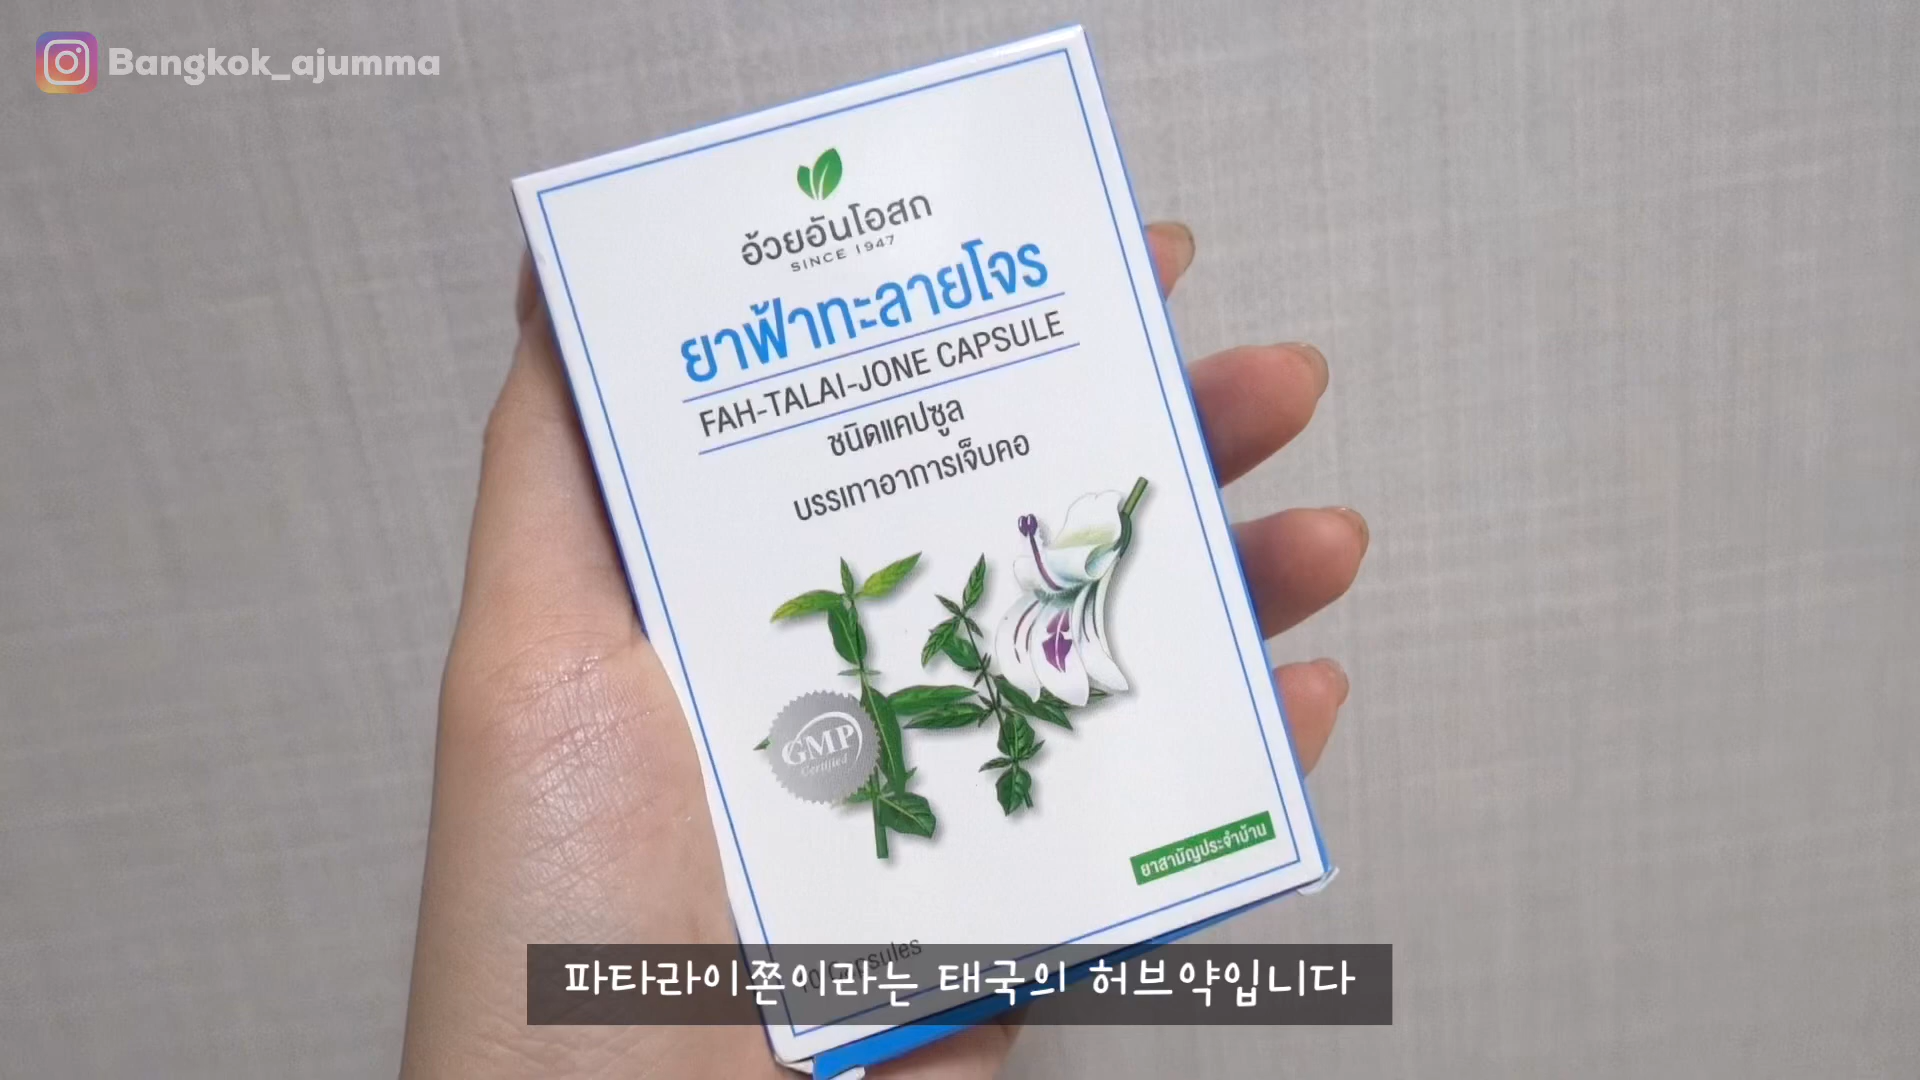 Bangkok_ajumma
อ้วยอันโอสถ
SINCE 1947
ยาฟ้าทะลายโจร
FAH-TALAI-JONE CAPSULE
ชนิดแคปซูล
บรรเทาอาการเจ็บคอ
GMP
Certified
ยาสามัญประจำบ้าน
Capsules
파타라이쫀이라는 태국의 허브약입니다